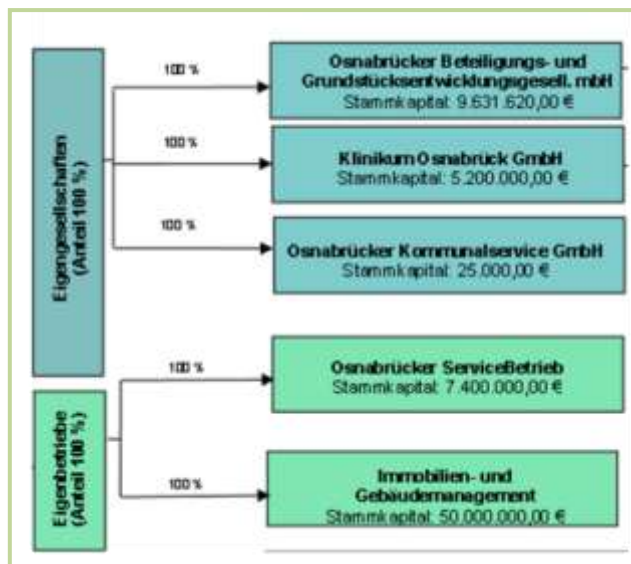 Eigengesellschaften
(Anteil 100 %)
100 %
Osnabrücker Beteiligungs- und
Grundstücksentwicklungsgesell. mbH
Stammkapital: 9.631.620,00 €
100 %
Klinikum Osnabrück GmbH
Stammkapital: 5.200.000,00 €
100 %
Osnabrücker Kommunalservice GmbH
Stammkapital: 25.000,00 €
Eigenbetriebe
(Anteil 100 %)
100 %
Osnabrücker ServiceBetrieb
Stammkapital: 7.400.000,00 €
100 %
Immobilien- und
Gebäudemanagement
Stammkapital: 50.000.000,00 €